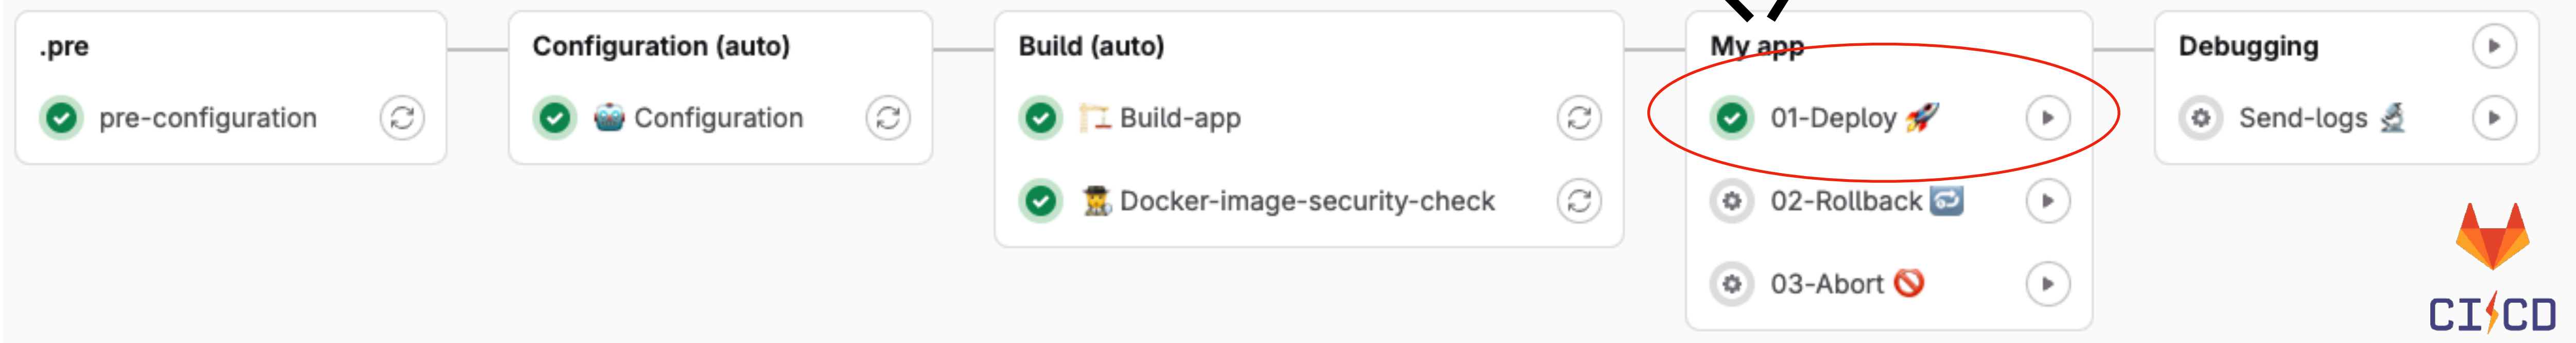 .pre
pre-configuration
Configuration (auto)
Configuration
Build (auto)
Build-app
Docker-image-security-check
My app
01-Deploy
02-Rollback
03-Abort
Debugging
Send-logs
CI CD